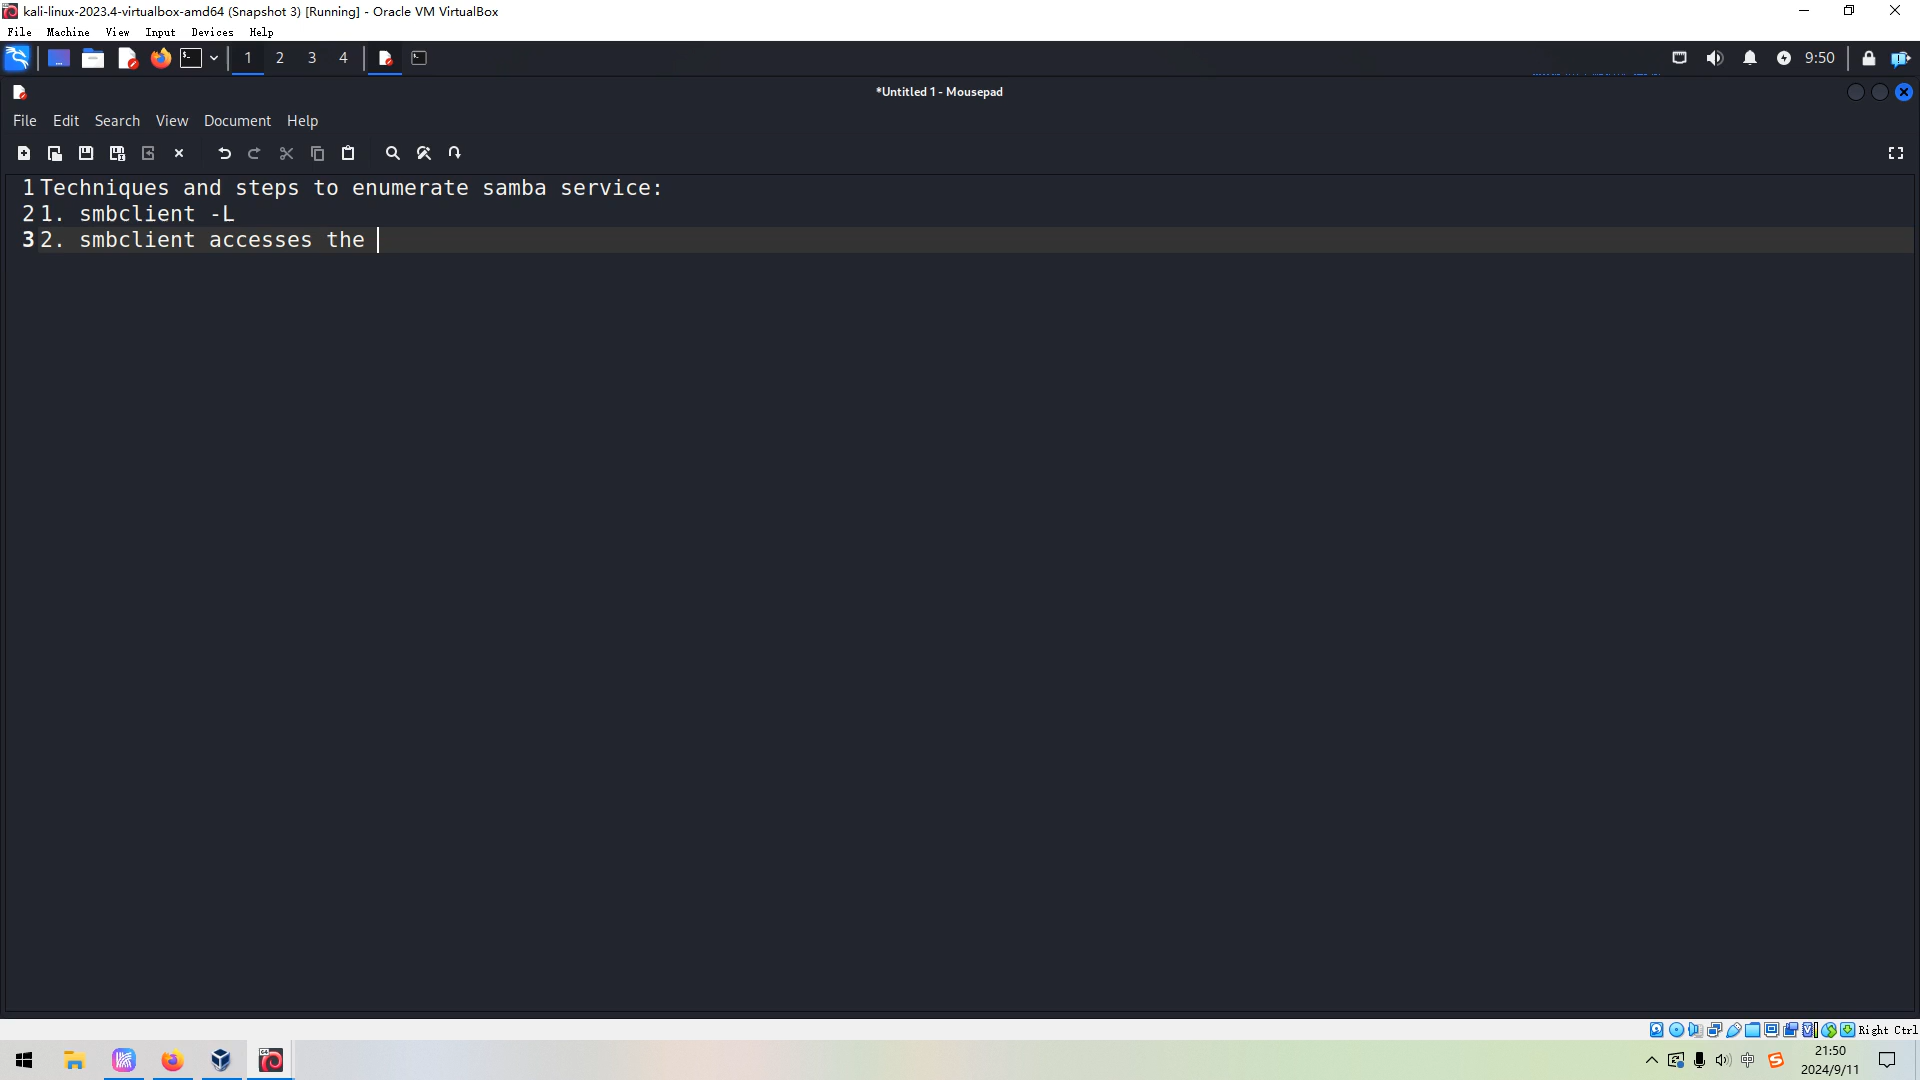 kali-linux-2023.4-virtualbox-amd64 (Snapshot 3) [Running] - Oracle VM VirtualBox
File Machine View Input Devices Help
1 2 3 4 9:50
*Untitled 1 - Mousepad
File Edit Search View Document Help
1 Techniques and steps to enumerate samba service:
2 1. smbclient -L
3 2. smbclient accesses the
Right Ctrl
中 21:50
2024/9/11